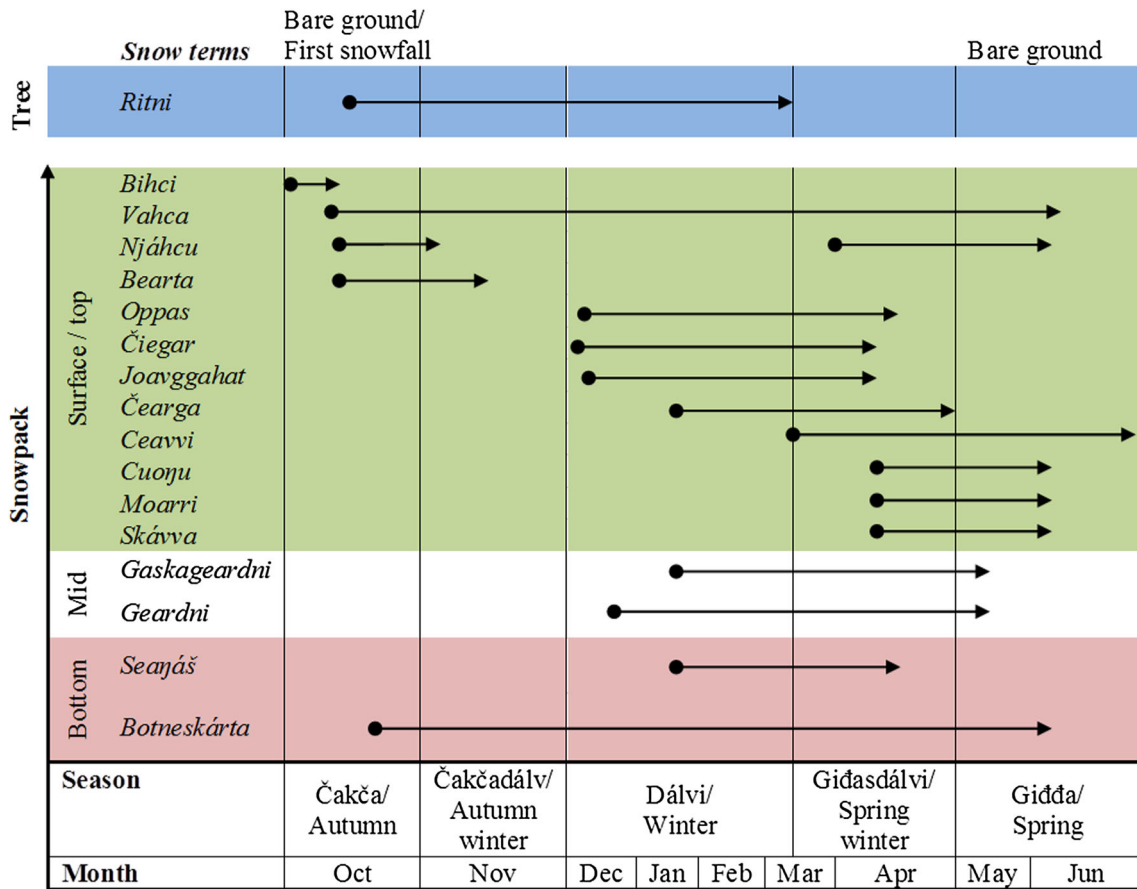 Bare ground/
First snowfall
Snow terms
Bare ground
Tree
Ritni
Snowpack
Surface / top
Bihci
Vahca
Njáhcu
Bearta
Oppas
Čiegar
Joavggahat
Čearga
Ceavvi
Cuoŋu
Moarri
Skávva
Mid
Gaskageardni
Geardni
Bottom
Seaŋáš
Botneskárta
Season
Čakča/
Autumn
Čakčadálv/
Autumn
winter
Dálvi/
Winter
Giđasdálvi/
Spring
winter
Giđđa/
Spring
Month
Oct
Nov
Dec
Jan
Feb
Mar
Apr
May
Jun